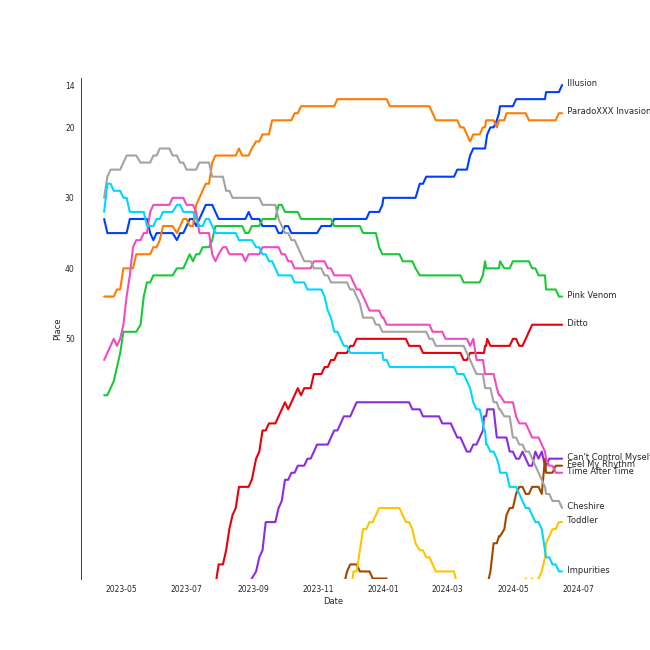 14
20
30
40
50
Place
Illusion
ParadoXXX Invasion
Pink Venom
Ditto
Can't Control Myself
Feel My Rhythm
Time After Time
Cheshire
Toddler
Impurities
2023-05
2023-07
2023-09
2023-11
2024-01
2024-03
2024-05
2024-07
Date